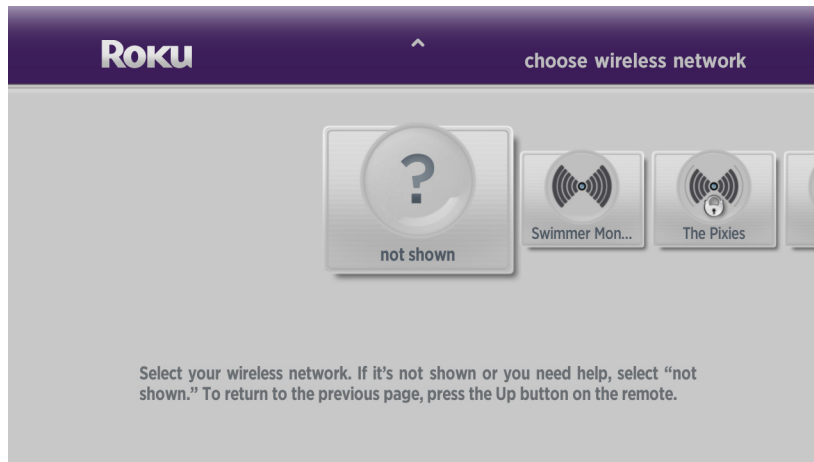 Roku
choose wireless network
?
not shown
Swimmer Mon...
The Pixies
Select your wireless network. If it's not shown or you need help, select “not
shown.” To return to the previous page, press the Up button on the remote.